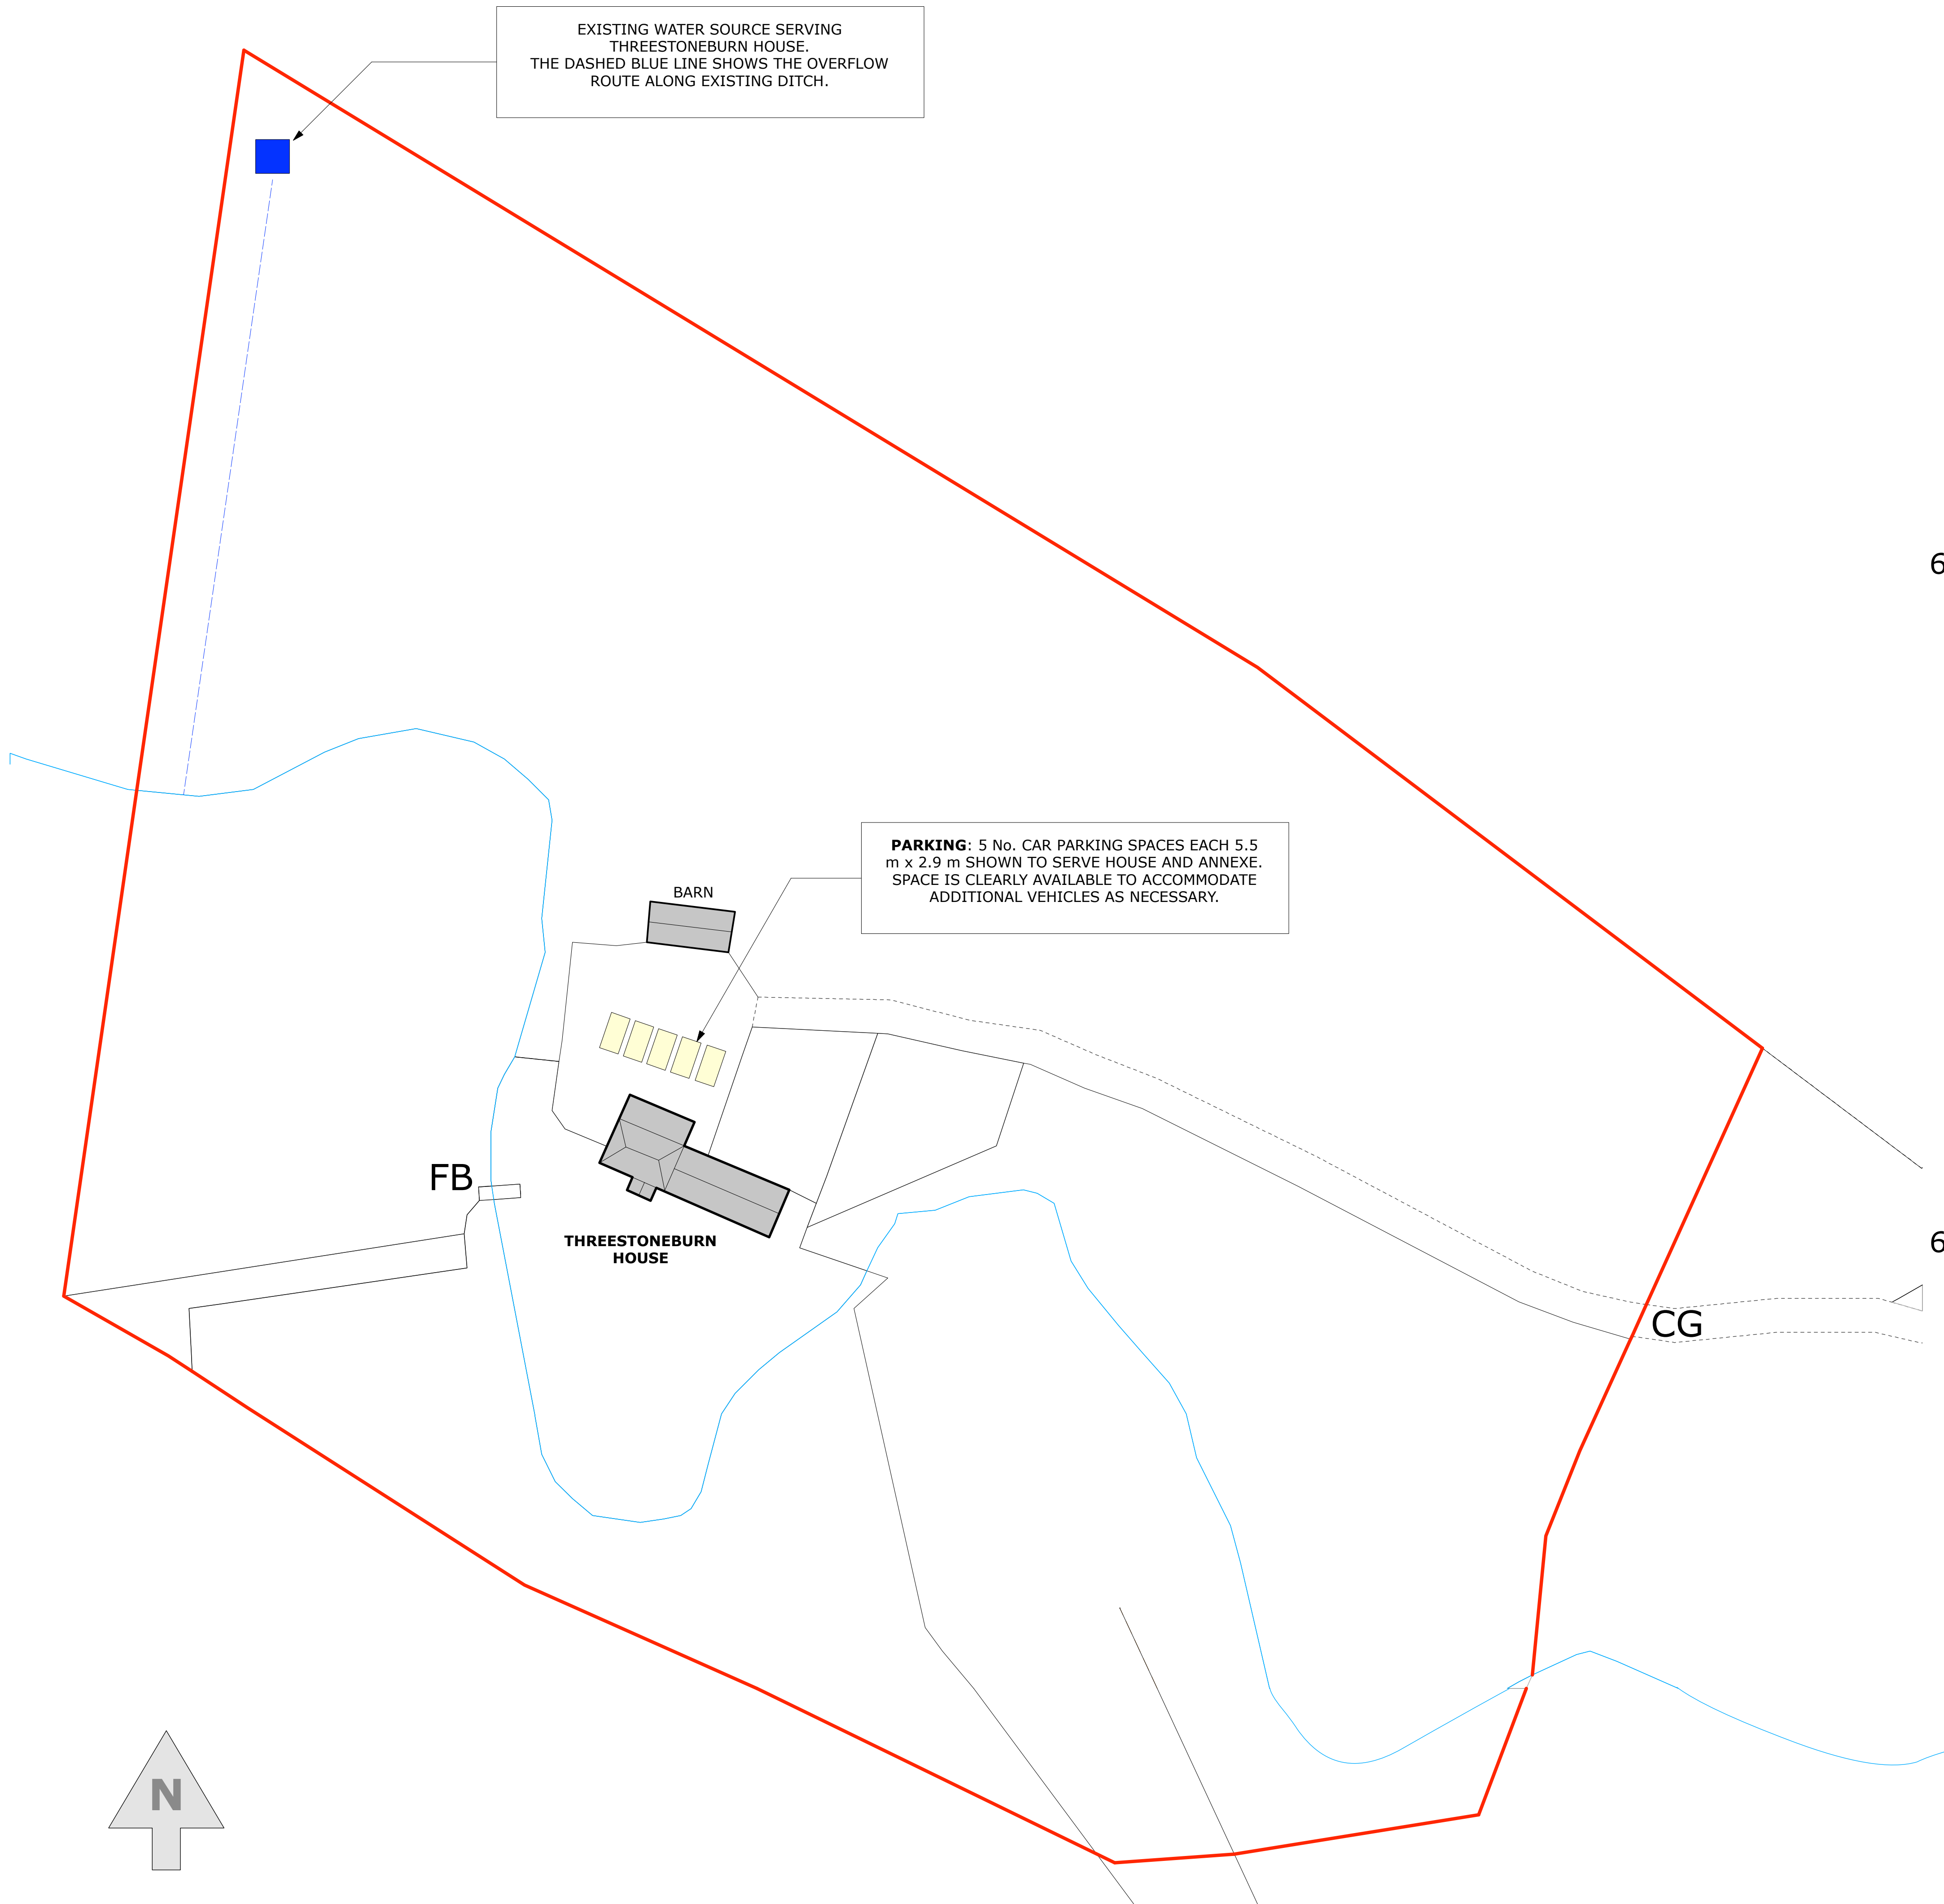 EXISTING WATER SOURCE SERVING
THREESTONEBURN HOUSE.
THE DASHED BLUE LINE SHOWS THE OVERFLOW
ROUTE ALONG EXISTING DITCH.
6
PARKING: 5 No. CAR PARKING SPACES EACH 5.5
m x 2.9 m SHOWN TO SERVE HOUSE AND ANNEXE.
SPACE IS CLEARLY AVAILABLE TO ACCOMMODATE
ADDITIONAL VEHICLES AS NECESSARY.
BARN
FB
THREESTONEBURN
HOUSE
6
CG
N